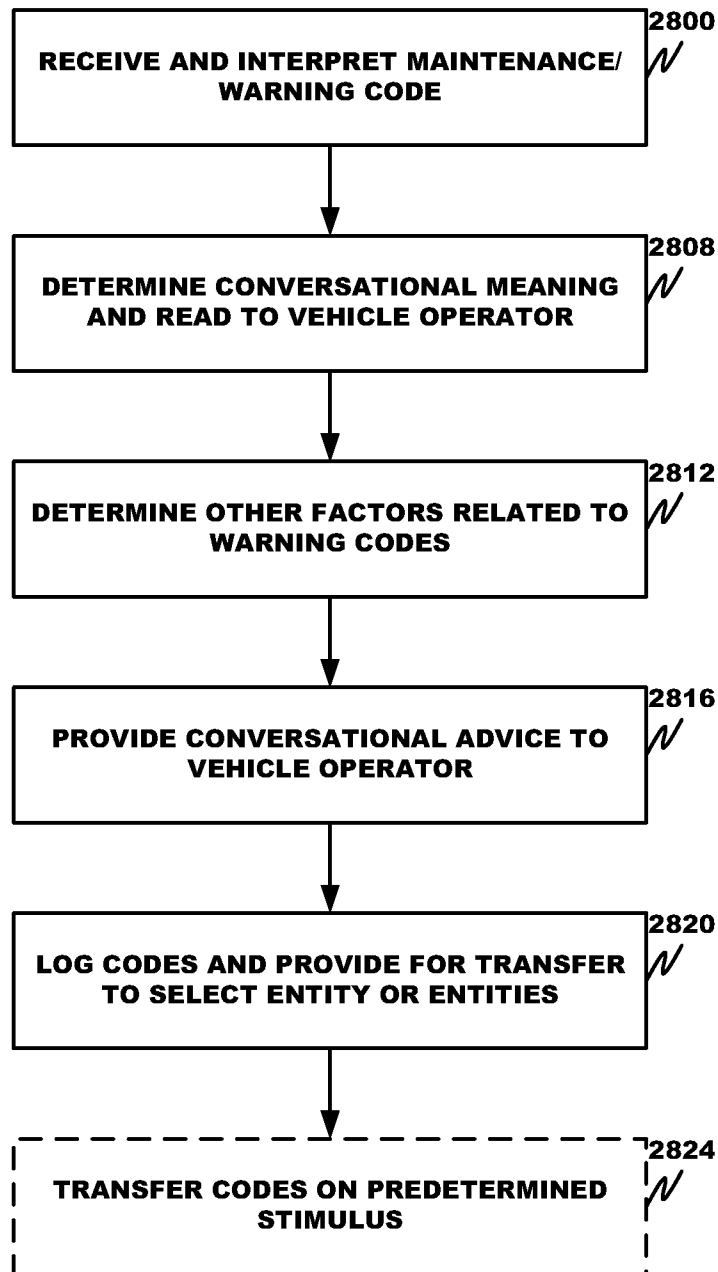 2800
RECEIVE AND INTERPRET MAINTENANCE/
WARNING CODE
2808
DETERMINE CONVERSATIONAL MEANING
AND READ TO VEHICLE OPERATOR
2812
DETERMINE OTHER FACTORS RELATED TO
WARNING CODES
2816
PROVIDE CONVERSATIONAL ADVICE TO
VEHICLE OPERATOR
2820
LOG CODES AND PROVIDE FOR TRANSFER
TO SELECT ENTITY OR ENTITIES
2824
TRANSFER CODES ON PREDETERMINED
STIMULUS